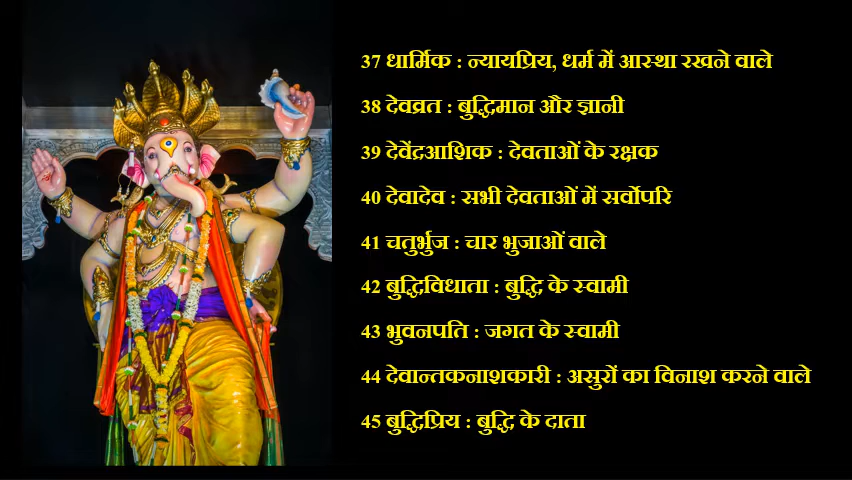 37 धार्मिक : न्यायप्रिय, धर्म में आस्था रखने वाले
38 देवव्रत : बुद्धिमान और ज्ञानी
39 देवेंद्रआशिक : देवताओं के रक्षक
40 देवादेव : सभी देवताओं में सर्वोपरि
41 चतुर्भुज : चार भुजाओं वाले
42 बुद्धिविधाता : बुद्धि के स्वामी
43 भुवनपति : जगत के स्वामी
44 देवान्तकनाशकारी : असुरों का विनाश करने वाले
45 बुद्धिप्रिय : बुद्धि के दाता